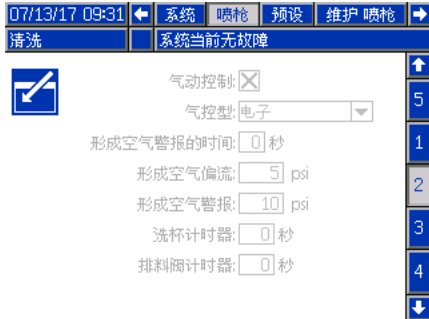 07/13/17 09:31 系统 喷枪 预设 维护 喷枪
清洗 系统当前无故障
气动控制:
气控型: 电子
形成空气警报的时间: 0 秒
形成空气偏流: 5 psi
形成空气警报: 10 psi
洗杯计时器: 0 秒
排料阀计时器: 0 秒
5
1
2
3
4